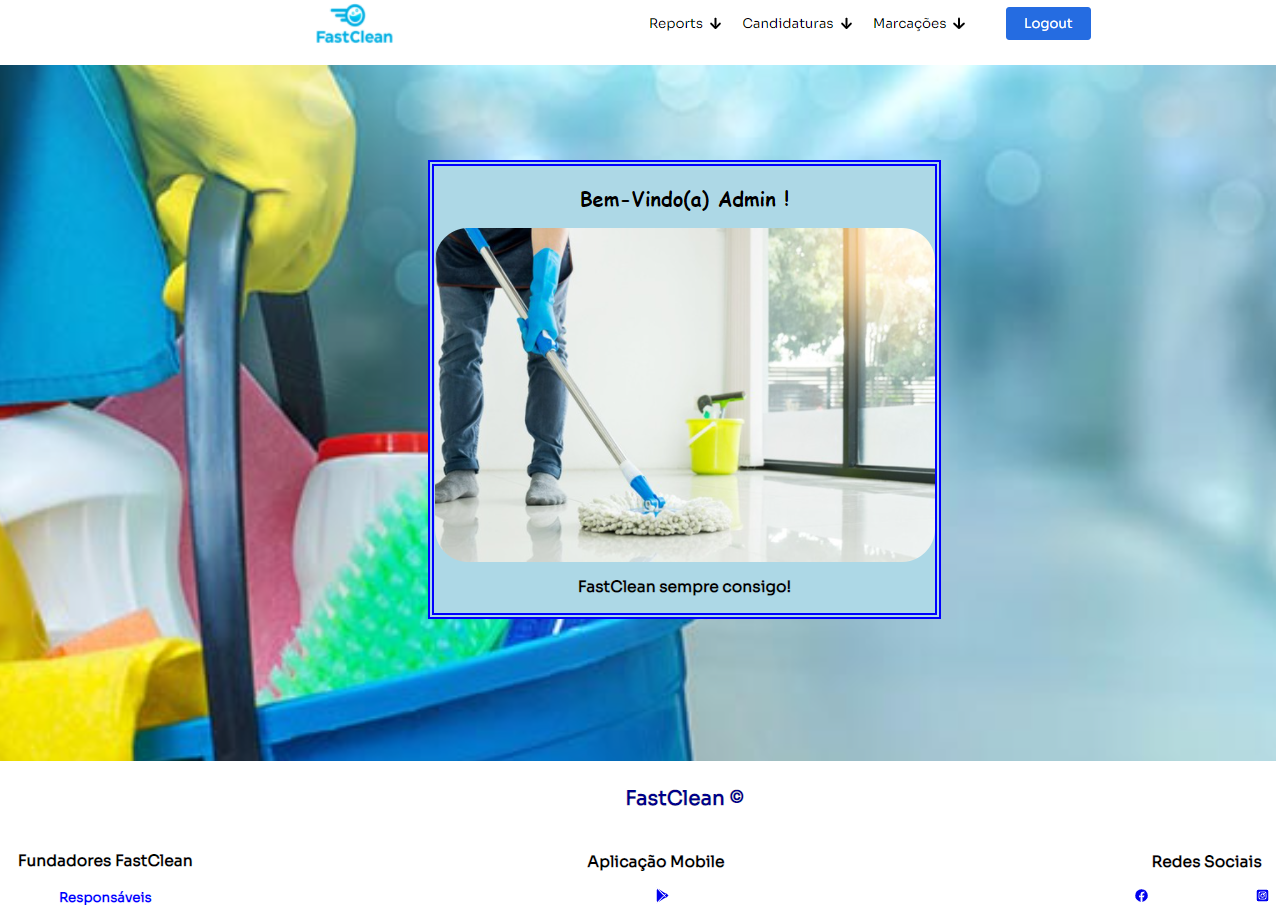 FastClean
Reports Candidaturas Marcações Logout
Bem-Vindo(a) Admin !
FastClean sempre consigo!
FastClean ©
Fundadores FastClean Aplicação Mobile Redes Sociais
Responsáveis